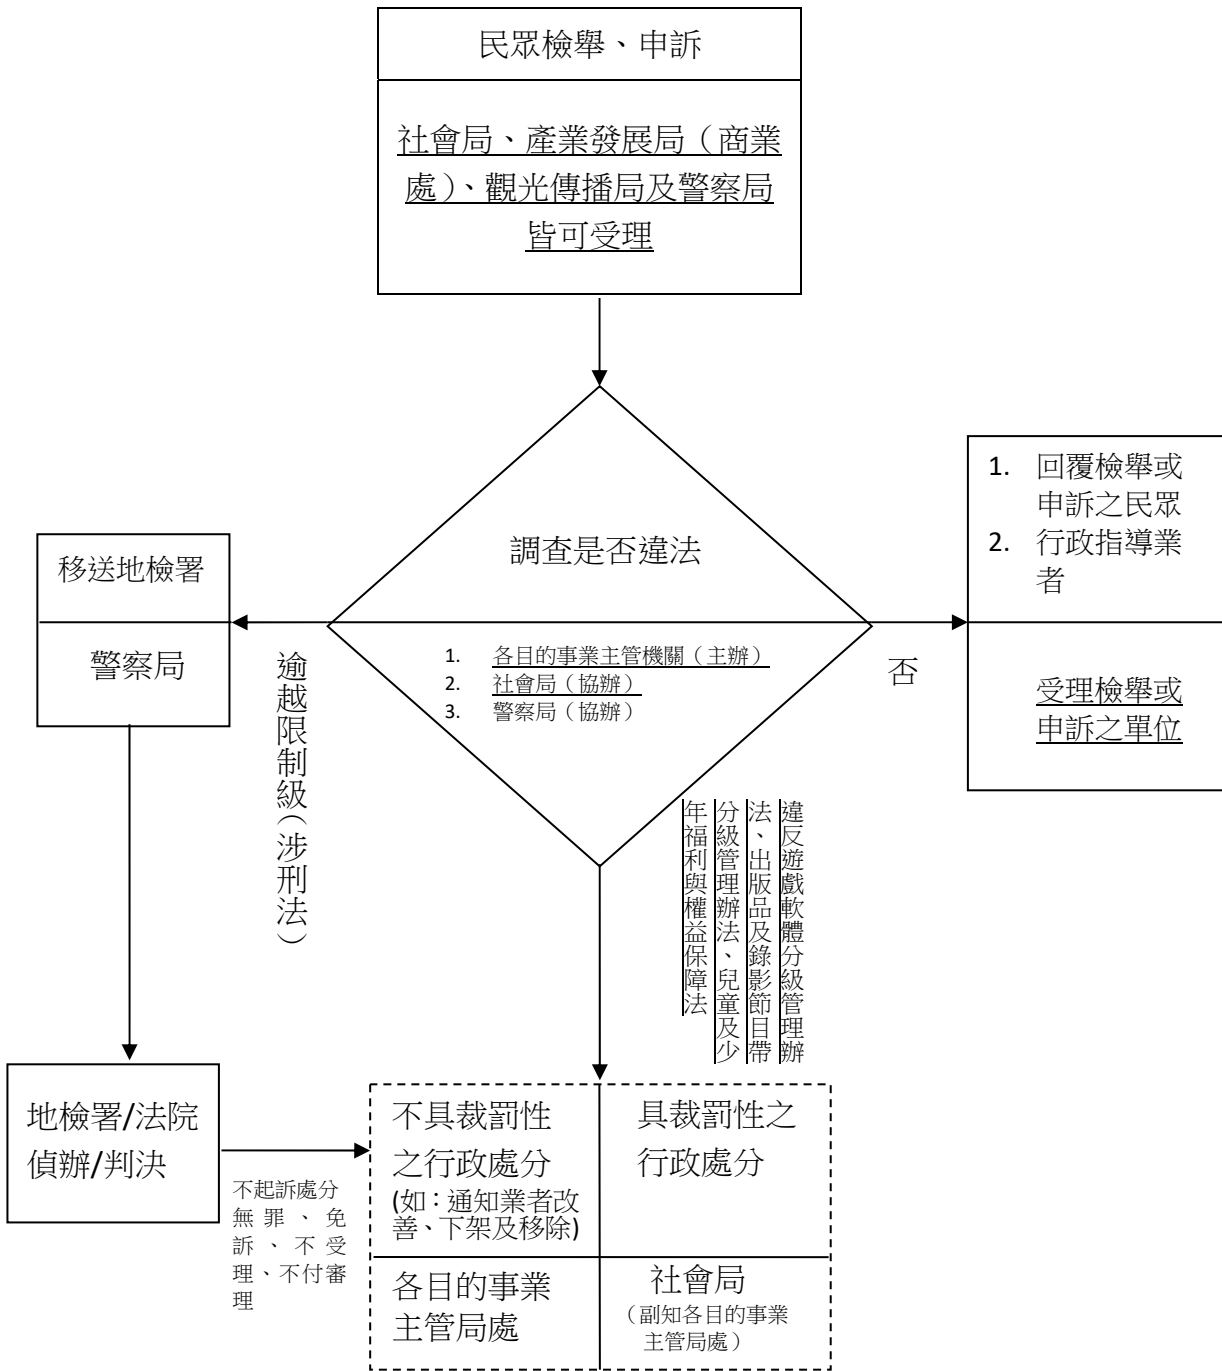 民眾檢舉、申訴
社會局、產業發展局（商業
處）、觀光傳播局及警察局
皆可受理
調查是否違法
1. 各目的事業主管機關（主辦）
2. 社會局（協辦）
3. 警察局（協辦）
移送地檢署
警察局
逾越限制級（涉刑法）
否
1. 回覆檢舉或
申訴之民眾
2. 行政指導業
者
受理檢舉或
申訴之單位
違反遊戲軟體分級管理辦
法、出版品及錄影節目帶
分級管理辦法、兒童及少
年福利與權益保障法
地檢署/法院
偵辦/判決
不起訴處分
無罪、免
訴、不受
理、不付審
理
不具裁罰性
之行政處分
(如：通知業者改
善、下架及移除)
各目的事業
主管局處
具裁罰性之
行政處分
社會局
（副知各目的事業
主管局處）